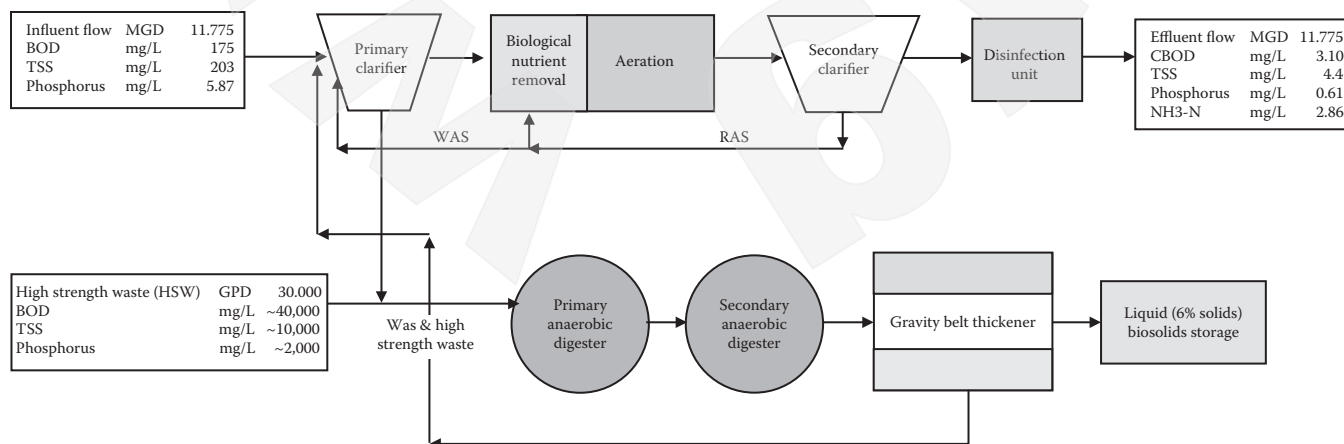 Influent flow MGD 11.775
BOD mg/L 175
TSS mg/L 203
Phosphorus mg/L 5.87
Primary
clarifier
Biological
nutrient
removal
Aeration
Secondary
clarifier
Disinfection
unit
Effluent flow MGD 11.775
CBOD mg/L 3.10
TSS mg/L 4.4
Phosphorus mg/L 0.61
NH3-N mg/L 2.86
WAS
RAS
High strength waste (HSW) GPD 30.000
BOD mg/L ~40,000
TSS mg/L ~10,000
Phosphorus mg/L ~2,000
Was & high
strength waste
Primary
anaerobic
digester
Secondary
anaerobic
digester
Gravity belt thickener
Liquid (6% solids)
biosolids storage